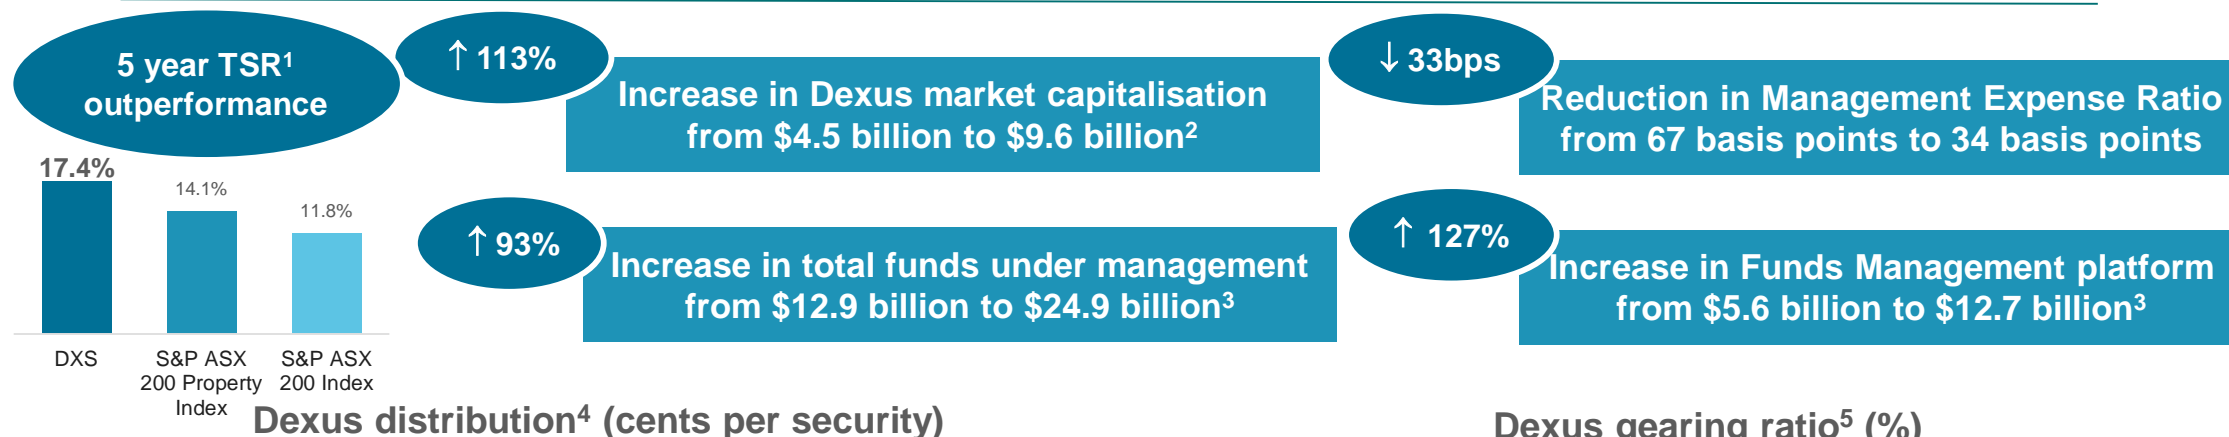 5 year TSR¹
outperformance
17.4%
14.1%
11.8%
DXS
S&P ASX
200 Property
Index
S&P ASX
200 Index
↑ 113%
Increase in Dexus market capitalisation
from $4.5 billion to $9.6 billion²
↓ 33bps
Reduction in Management Expense Ratio
from 67 basis points to 34 basis points
↑ 93%
Increase in total funds under management
from $12.9 billion to $24.9 billion³
↑ 127%
Increase in Funds Management platform
from $5.6 billion to $12.7 billion³
Dexus distribution⁴ (cents per security)
Dexus gearing ratio⁵ (%)